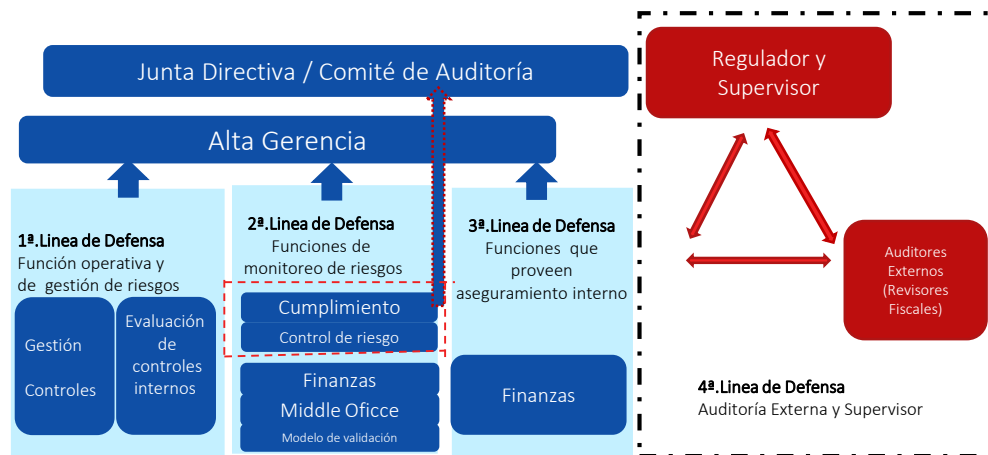 Junta Directiva / Comité de Auditoría
Alta Gerencia
1ª.Linea de Defensa
Función operativa y
de gestión de riesgos
Gestión
Controles
Evaluación
de
controles
internos
2ª.Linea de Defensa
Funciones de
monitoreo de riesgos
Cumplimiento
Control de riesgo
Finanzas
Middle Oficce
Modelo de validación
3ª.Linea de Defensa
Funciones que
proveen
aseguramiento interno
Finanzas
Regulador y
Supervisor
Auditores
Externos
(Revisores
Fiscales)
4ª.Linea de Defensa
Auditoría Externa y Supervisor